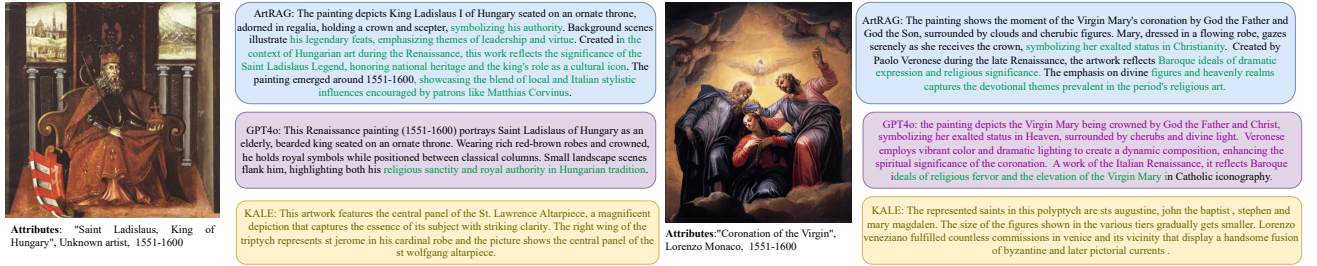 ArtRAG: The painting depicts King Ladislaus I of Hungary seated on an ornate throne,
adorned in regalia, holding a crown and scepter, symbolizing his authority. Background scenes
illustrate his legendary feats, emphasizing themes of leadership and virtue. Created in the
context of Hungarian art during the Renaissance, this work reflects the significance of the
Saint Ladislaus Legend, honoring national heritage and the king's role as a cultural icon. The
painting emerged around 1551-1600, showcasing the blend of local and Italian stylistic
influences encouraged by patrons like Matthias Corvinus.
GPT4o: This Renaissance painting (1551-1600) portrays Saint Ladislaus of Hungary as an
elderly, bearded king seated on an ornate throne. Wearing rich red-brown robes and crowned,
he holds royal symbols while positioned between classical columns. Small landscape scenes
flank him, highlighting both his religious sanctity and royal authority in Hungarian tradition.
KALE: This artwork features the central panel of the St. Lawrence Altarpiece, a magnificent
depiction that captures the essence of its subject with striking clarity. The right wing of the
triptych represents st jerome in his cardinal robe and the picture shows the central panel of the
st wolfgang altarpiece.
Attributes: "Saint Ladislaus, King of
Hungary", Unknown artist, 1551-1600
ArtRAG: The painting shows the moment of the Virgin Mary's coronation by God the Father and
God the Son, surrounded by clouds and cherubic figures. Mary, dressed in a flowing robe, gazes
serenely as she receives the crown, symbolizing her exalted status in Christianity. Created by
Paolo Veronese during the late Renaissance, the artwork reflects Baroque ideals of dramatic
expression and religious significance. The emphasis on divine figures and heavenly realms
captures the devotional themes prevalent in the period's religious art.
GPT4o: the painting depicts the Virgin Mary being crowned by God the Father and Christ,
symbolizing her exalted status in Heaven, surrounded by cherubs and divine light. Veronese
employs vibrant color and dramatic lighting to create a dynamic composition, enhancing the
spiritual significance of the coronation. A work of the Italian Renaissance, it reflects Baroque
ideals of religious fervor and the elevation of the Virgin Mary in Catholic iconography.
KALE: The represented saints in this polyptych are sts augustine, john the baptist , stephen and
mary magdalen. The size of the figures shown in the various tiers gradually gets smaller. Lorenzo
veneziano fulfilled countless commissions in venice and its vicinity that display a handsome fusion
of byzantine and later pictorial currents .
Attributes:"Coronation of the Virgin",
Lorenzo Monaco, 1551-1600